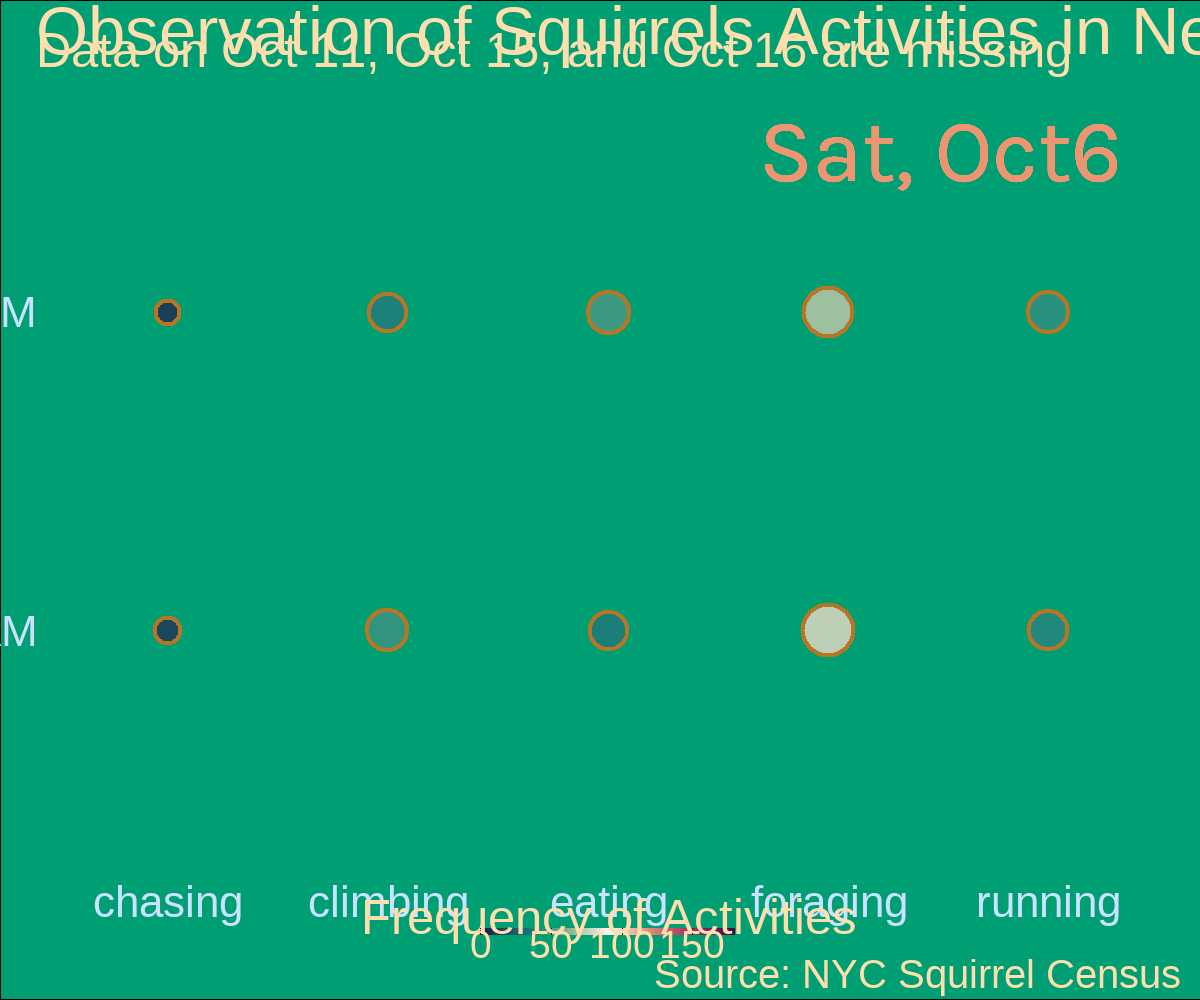 Observation of Squirrels Activities in Ne
Data on Oct 11, Oct 15, and Oct 16 are missing
Sat, Oct6
M
M
chasing climbing eating foraging running
Frequency of Activities
0 50 100 150
Source: NYC Squirrel Census